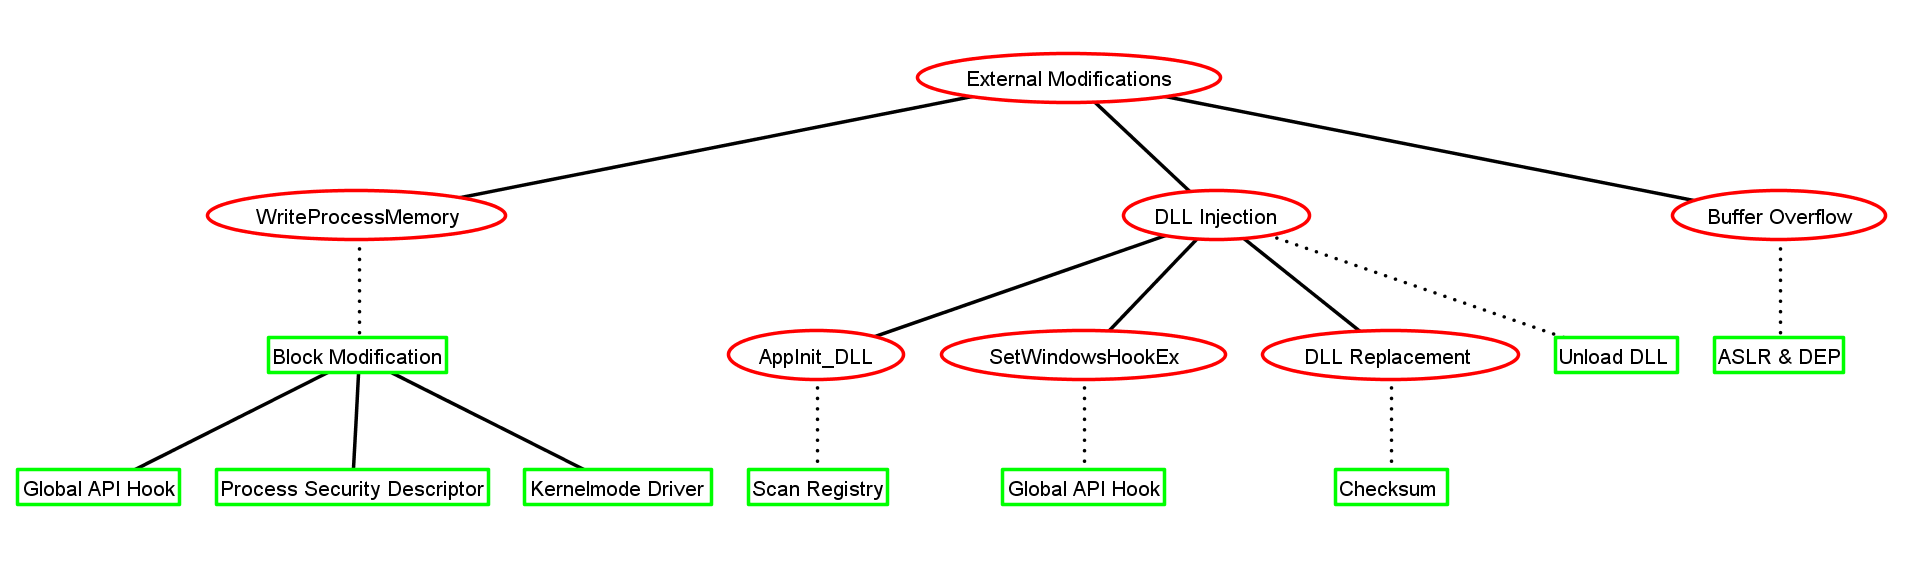 External Modifications
WriteProcessMemory
DLL Injection
Buffer Overflow
Block Modification
AppInit_DLL
SetWindowsHookEx
DLL Replacement
Unload DLL
ASLR & DEP
Global API Hook
Process Security Descriptor
Kernelmode Driver
Scan Registry
Global API Hook
Checksum